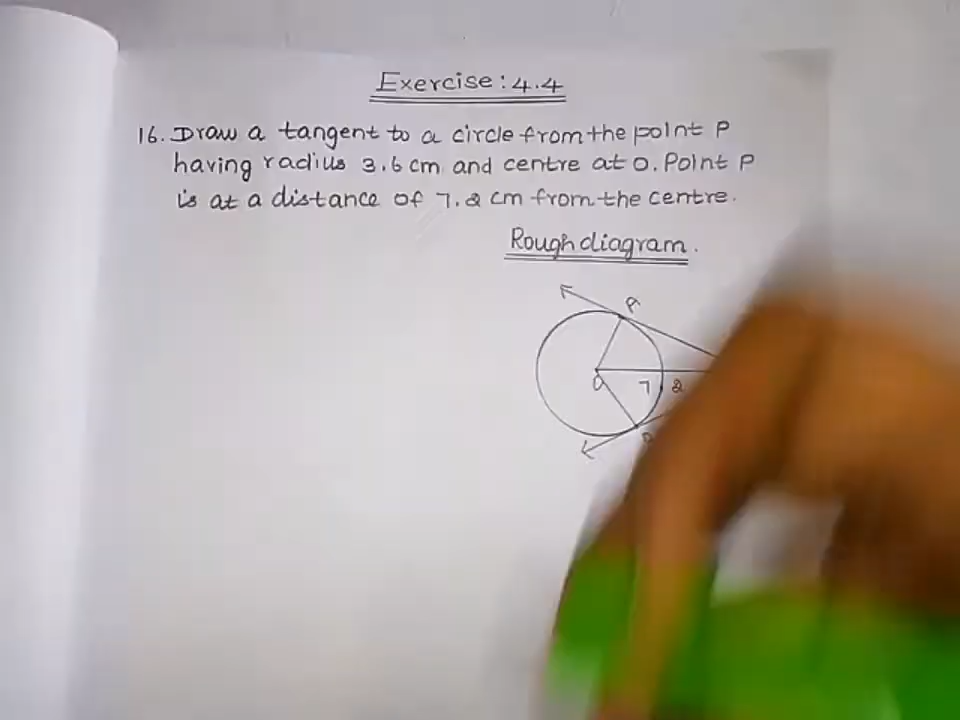 Exercise : 4.4
16. Draw a tangent to a circle from the point P
having radius 3.6 cm and centre at O. Point P
is at a distance of 7.2 cm from the centre.
Rough diagram.
A
O 7 2